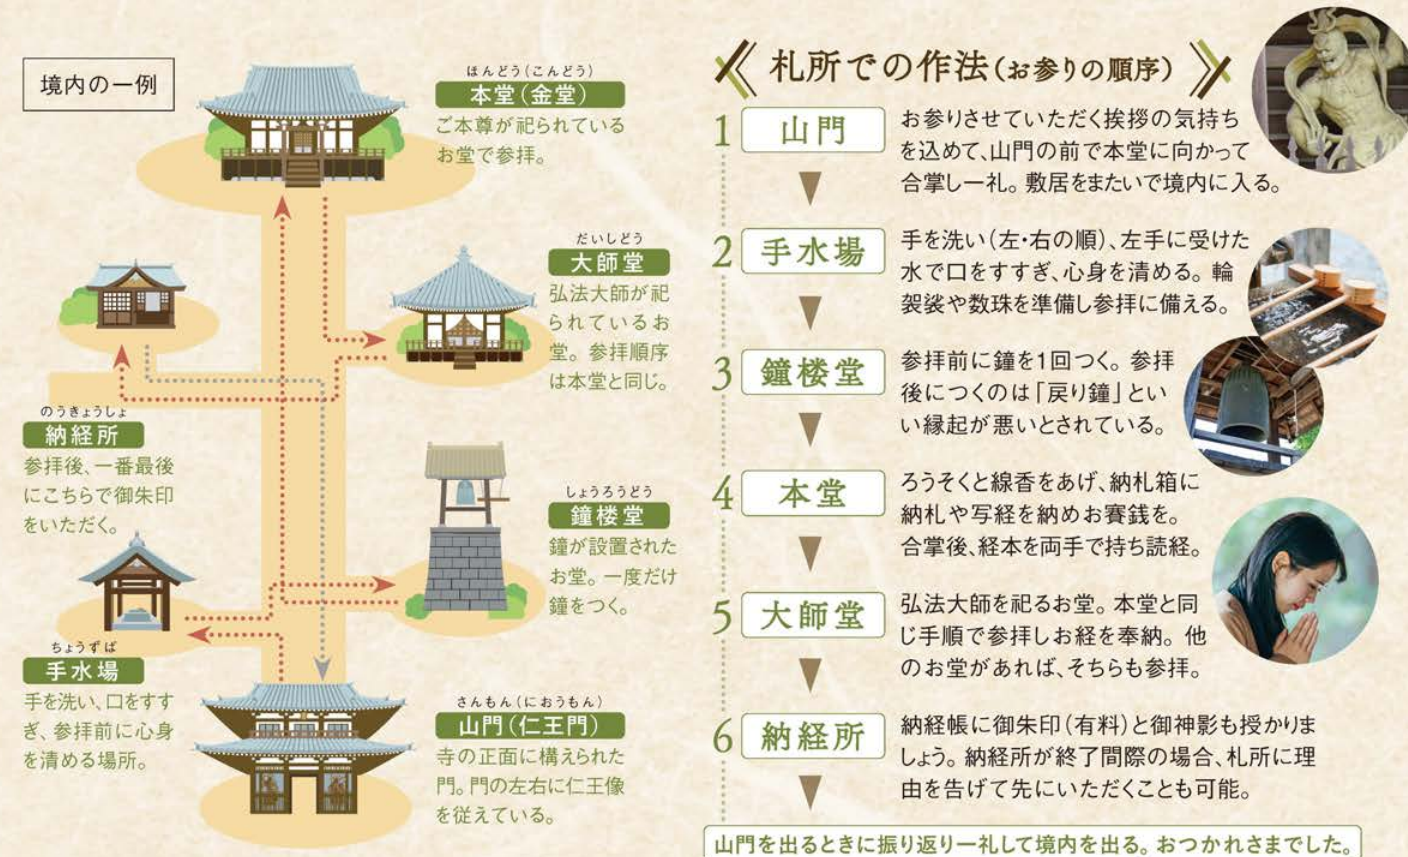 境内の一例
ほんどう(こんどう)
本堂(金堂)
ご本尊が祀られている
お堂で参拝。
だいしどう
大師堂
弘法大師が祀
られているお
堂。参拝順序
は本堂と同じ。
のうきょうしょ
納経所
参拝後、一番最後
にこちらで御朱印
をいただく。
しょうろうどう
鐘楼堂
鐘が設置された
お堂。一度だけ
鐘をつく。
ちょうずば
手水場
手を洗い、口をすす
ぎ、参拝前に心身
を清める場所。
さんもん(におうもん)
山門(仁王門)
寺の正面に構えられた
門。門の左右に仁王像
を従えている。
札所での作法(お参りの順序)
1 山門
お参りさせていただく挨拶の気持ち
を込めて、山門の前で本堂に向かって
合掌し一礼。敷居をまたいで境内に入る。
2 手水場
手を洗い(左・右の順)、左手に受けた
水で口をすすぎ、心身を清める。輪
袈裟や数珠を準備し参拝に備える。
3 鐘楼堂
参拝前に鐘を1回つく。参拝
後につくのは「戻り鐘」とい
い縁起が悪いとされている。
4 本堂
ろうそくと線香をあげ、納札箱に
納札や写経を納めお賽銭を。
合掌後、経本を両手で持ち読経。
5 大師堂
弘法大師を祀るお堂。本堂と同
じ手順で参拝しお経を奉納。他
のお堂があれば、そちらも参拝。
6 納経所
納経帳に御朱印(有料)と御神影も授かりま
しょう。納経所が終了間際の場合、札所に理
由を告げて先にいただくことも可能。
山門を出るときに振り返り一礼して境内を出る。おつかれさまでした。